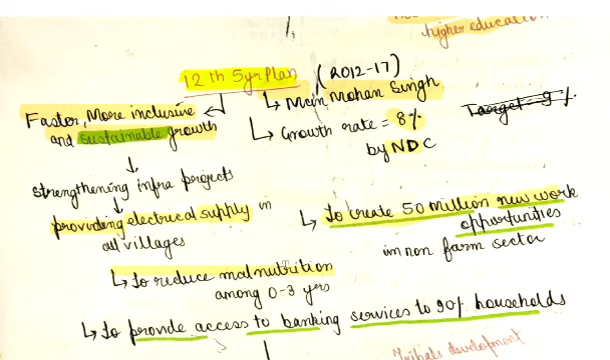 higher education
12 th 5yr Plan (2012-17)
Faster, More inclusive
and sustainable growth
↳ Mam Mohan Singh
↳ Growth rate = 8%
by NDC
Target = 9%
strengthening infra projects
providing electrical supply in
all villages
↳ to create 50 million new work
opportunities
in non farm sector
↳ to reduce malnutrition
among 0-3 yrs
↳ to provide access to banking services to 90% households
Tribals development